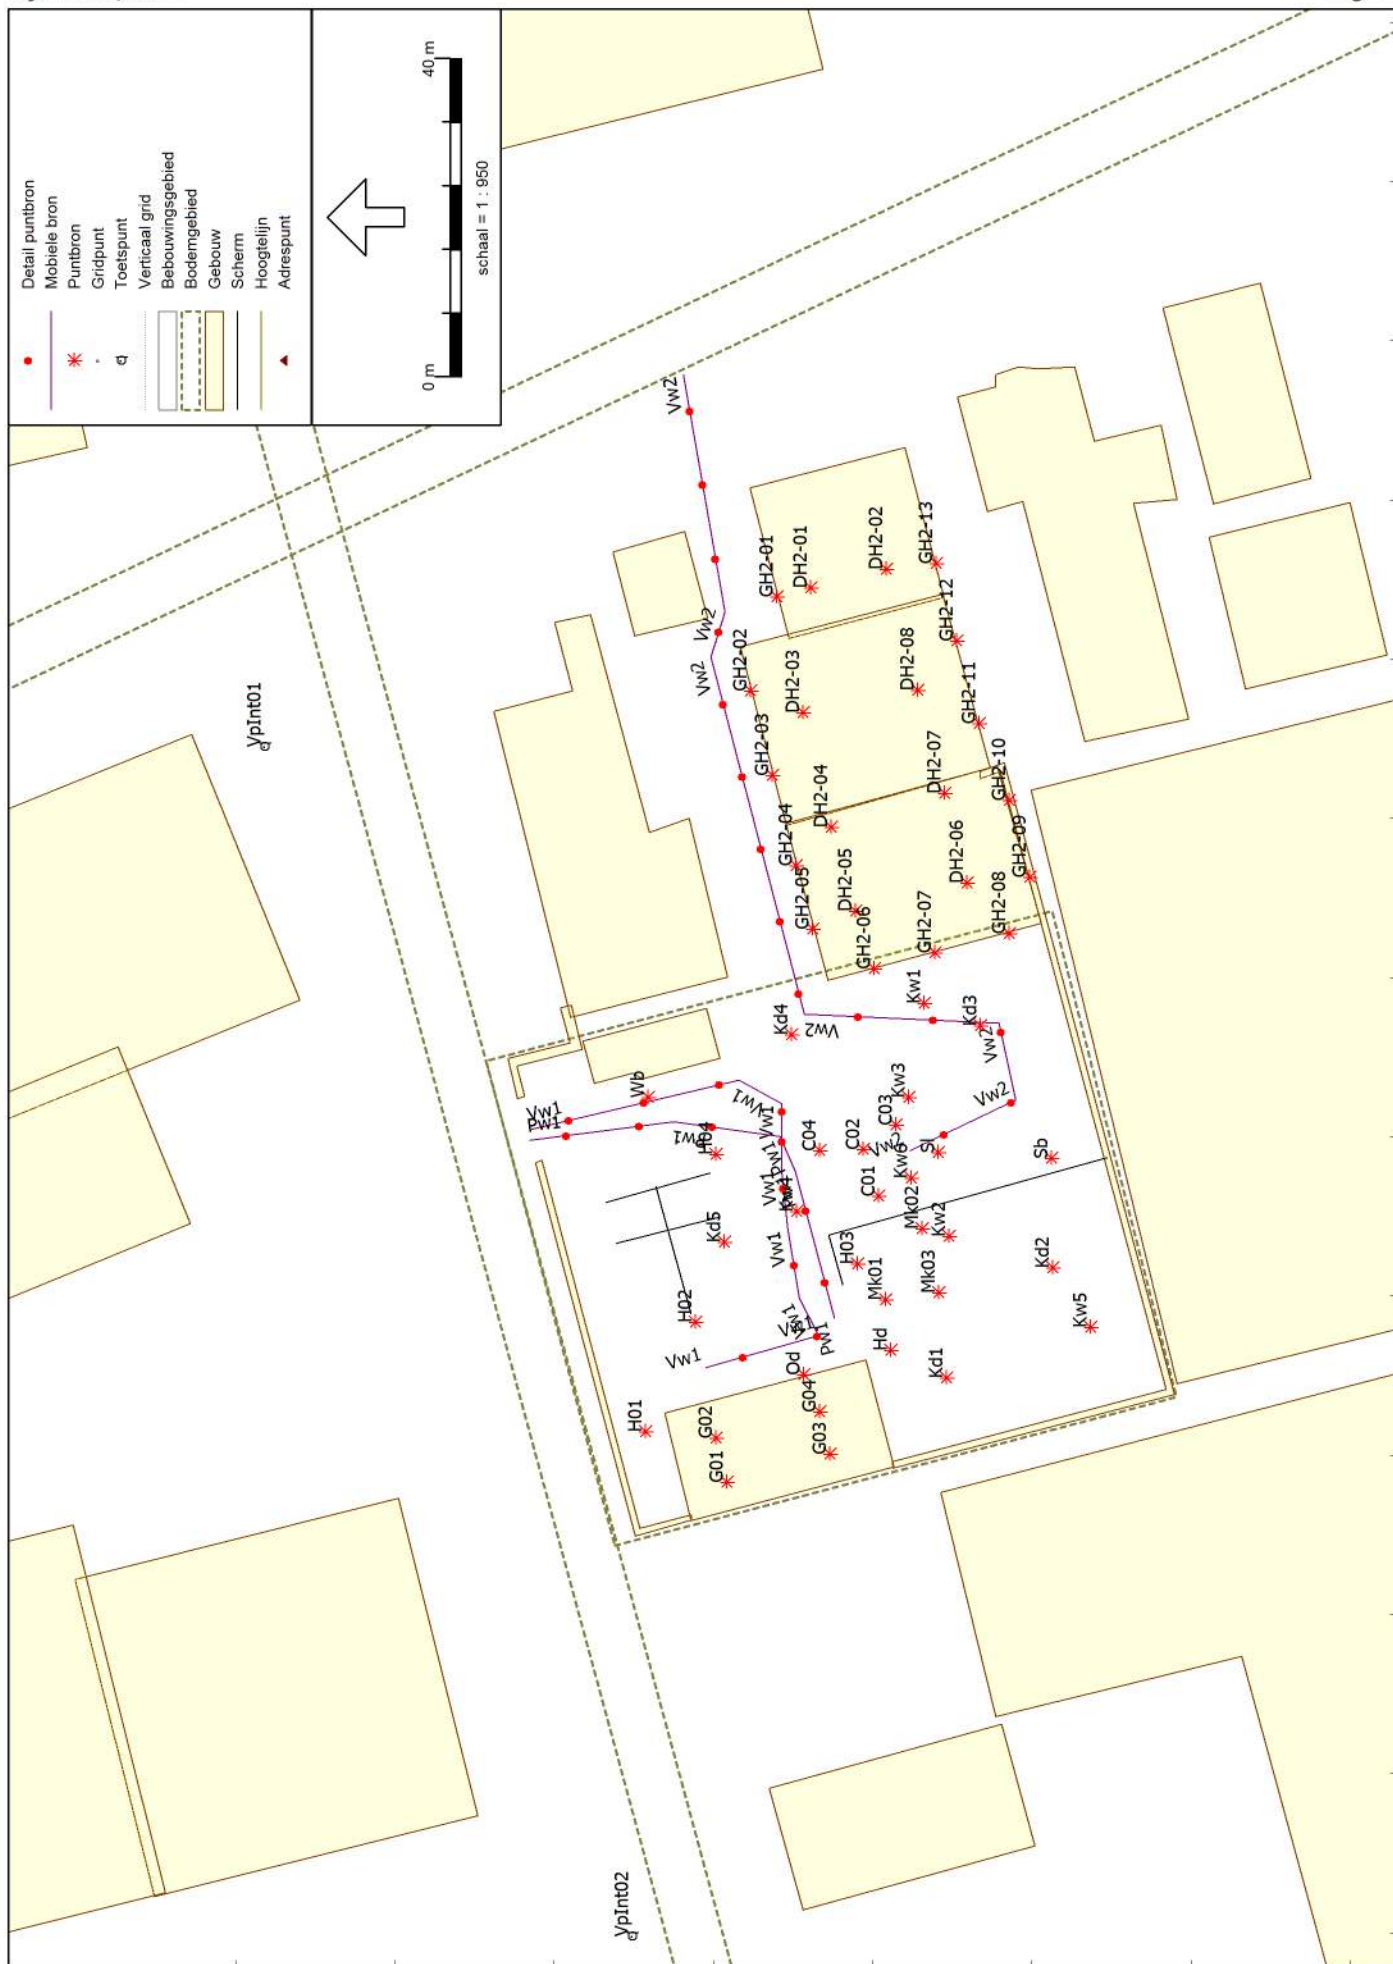 Detail puntbron
Mobiele bron
Puntbron
Gridpunt
Toetspunt
Verticaal grid
Bebouwingsgebied
Bodemgebied
Gebouw
Scherm
Hoogtelijn
Adrespunt
0 m
40 m
schaal = 1 : 950
VpInt01
VpInt02
Vw2
Vw2
Vw2
Vw2
Vw2
Vw2
Vw2
GH2-01
DH2-01
DH2-02
GH2-13
GH2-02
DH2-03
DH2-08
GH2-12
GH2-03
GH2-11
DH2-04
DH2-07
GH2-10
GH2-04
GH2-05
DH2-05
DH2-06
GH2-09
GH2-06
GH2-07
GH2-08
Kw1
Kd3
Kd4
Wb
Vw1
Pw1
Vw1
Vw1
Pw1
H04
Pw1
Vw1
Kw4
Vw1
C04
C02
C03
Kw3
C01
Kw6
Sl
Sb
Mk02
Kw2
Kd5
H03
Mk01
Mk03
Kd2
H02
Kw5
Vw1
Pw1
Vw1
Od
Hd
Kd1
H01
G02
G04
G01
G03